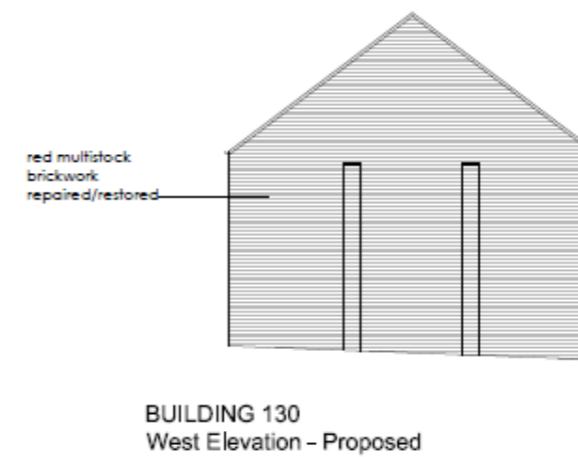 red multistock
brickwork
repaired/restored
BUILDING 130
West Elevation - Proposed